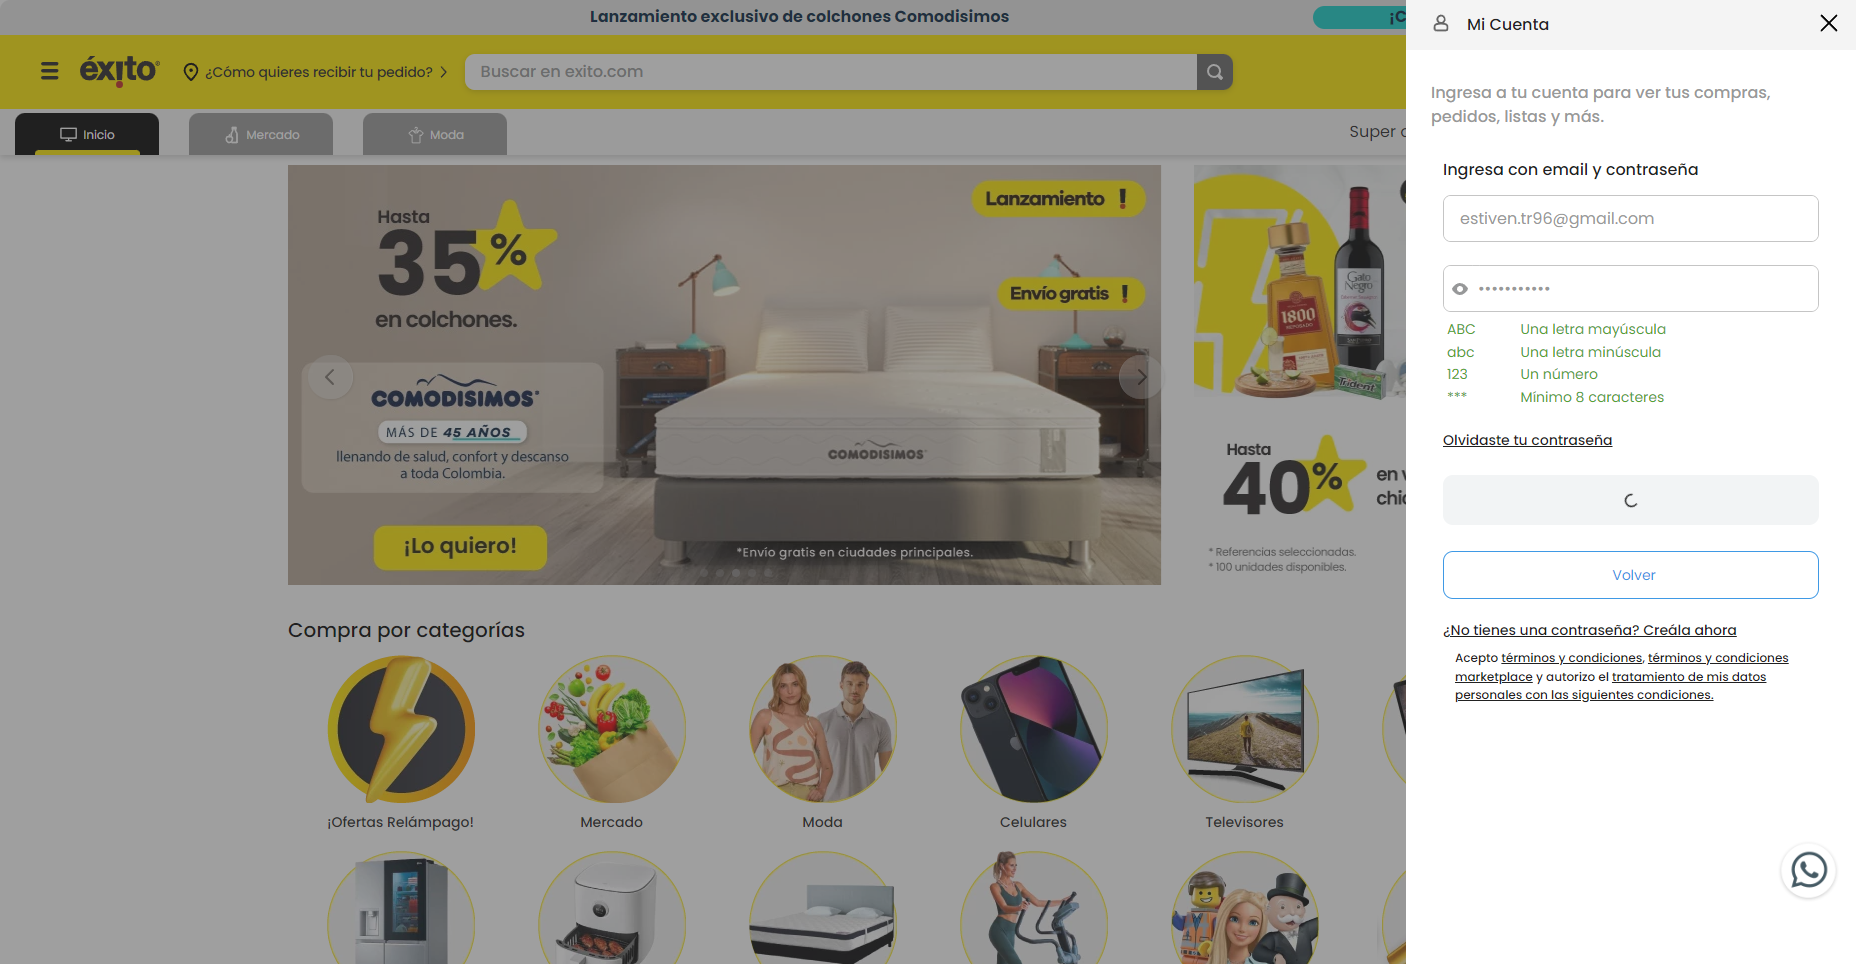 Lanzamiento exclusivo de colchones Comodisimos
¡C
éxito
¿Cómo quieres recibir tu pedido?
Buscar en exito.com
Inicio
Mercado
Moda
Super
Hasta
35%
en colchones.
COMODISIMOS
MÁS DE 45 AÑOS
llenando de salud, confort y descanso
a toda Colombia.
¡Lo quiero!
Lanzamiento !
Envío gratis !
COMODISIMOS
*Envío gratis en ciudades principales.
1800
Gato
Negro
Trident
Hasta
40%
en
* Referencias seleccionadas.
* 100 unidades disponibles.
Compra por categorías
¡Ofertas Relámpago!
Mercado
Moda
Celulares
Televisores
Mi Cuenta
Ingresa a tu cuenta para ver tus compras,
pedidos, listas y más.
Ingresa con email y contraseña
estiven.tr96@gmail.com
•••••••••••
ABC Una letra mayúscula
abc Una letra minúscula
123 Un número
*** Mínimo 8 caracteres
Olvidaste tu contraseña
Volver
¿No tienes una contraseña? Creála ahora
Acepto términos y condiciones, términos y condiciones
marketplace y autorizo el tratamiento de mis datos
personales con las siguientes condiciones.